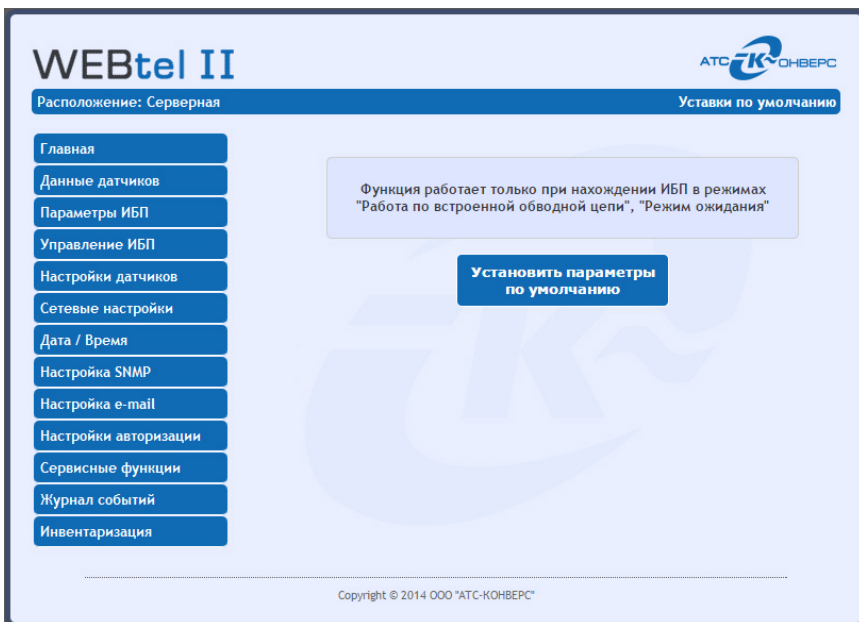 WEBtel II
АТС К ОНВЕРС
Расположение: Серверная
Уставки по умолчанию
Главная
Данные датчиков
Параметры ИБП
Управление ИБП
Настройки датчиков
Сетевые настройки
Дата / Время
Настройка SNMP
Настройка e-mail
Настройки авторизации
Сервисные функции
Журнал событий
Инвентаризация
Функция работает только при нахождении ИБП в режимах
"Работа по встроенной обводной цепи", "Режим ожидания"
Установить параметры
по умолчанию
Copyright © 2014 ООО "АТС-КОНВЕРС"